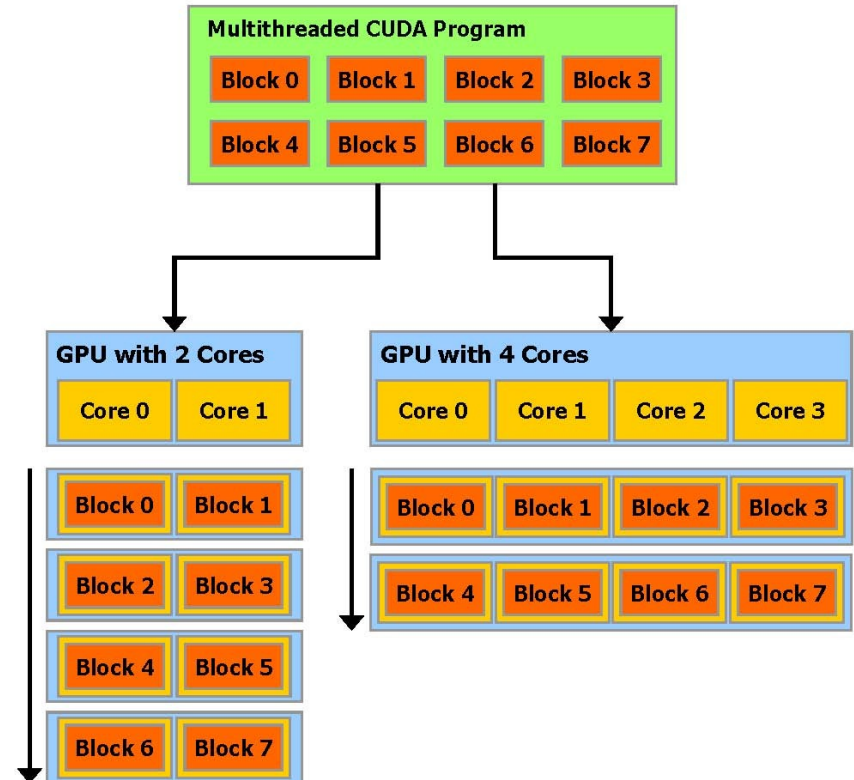 Multithreaded CUDA Program
Block 0 Block 1 Block 2 Block 3
Block 4 Block 5 Block 6 Block 7
GPU with 2 Cores
Core 0 Core 1
Block 0 Block 1
Block 2 Block 3
Block 4 Block 5
Block 6 Block 7
GPU with 4 Cores
Core 0 Core 1 Core 2 Core 3
Block 0 Block 1 Block 2 Block 3
Block 4 Block 5 Block 6 Block 7